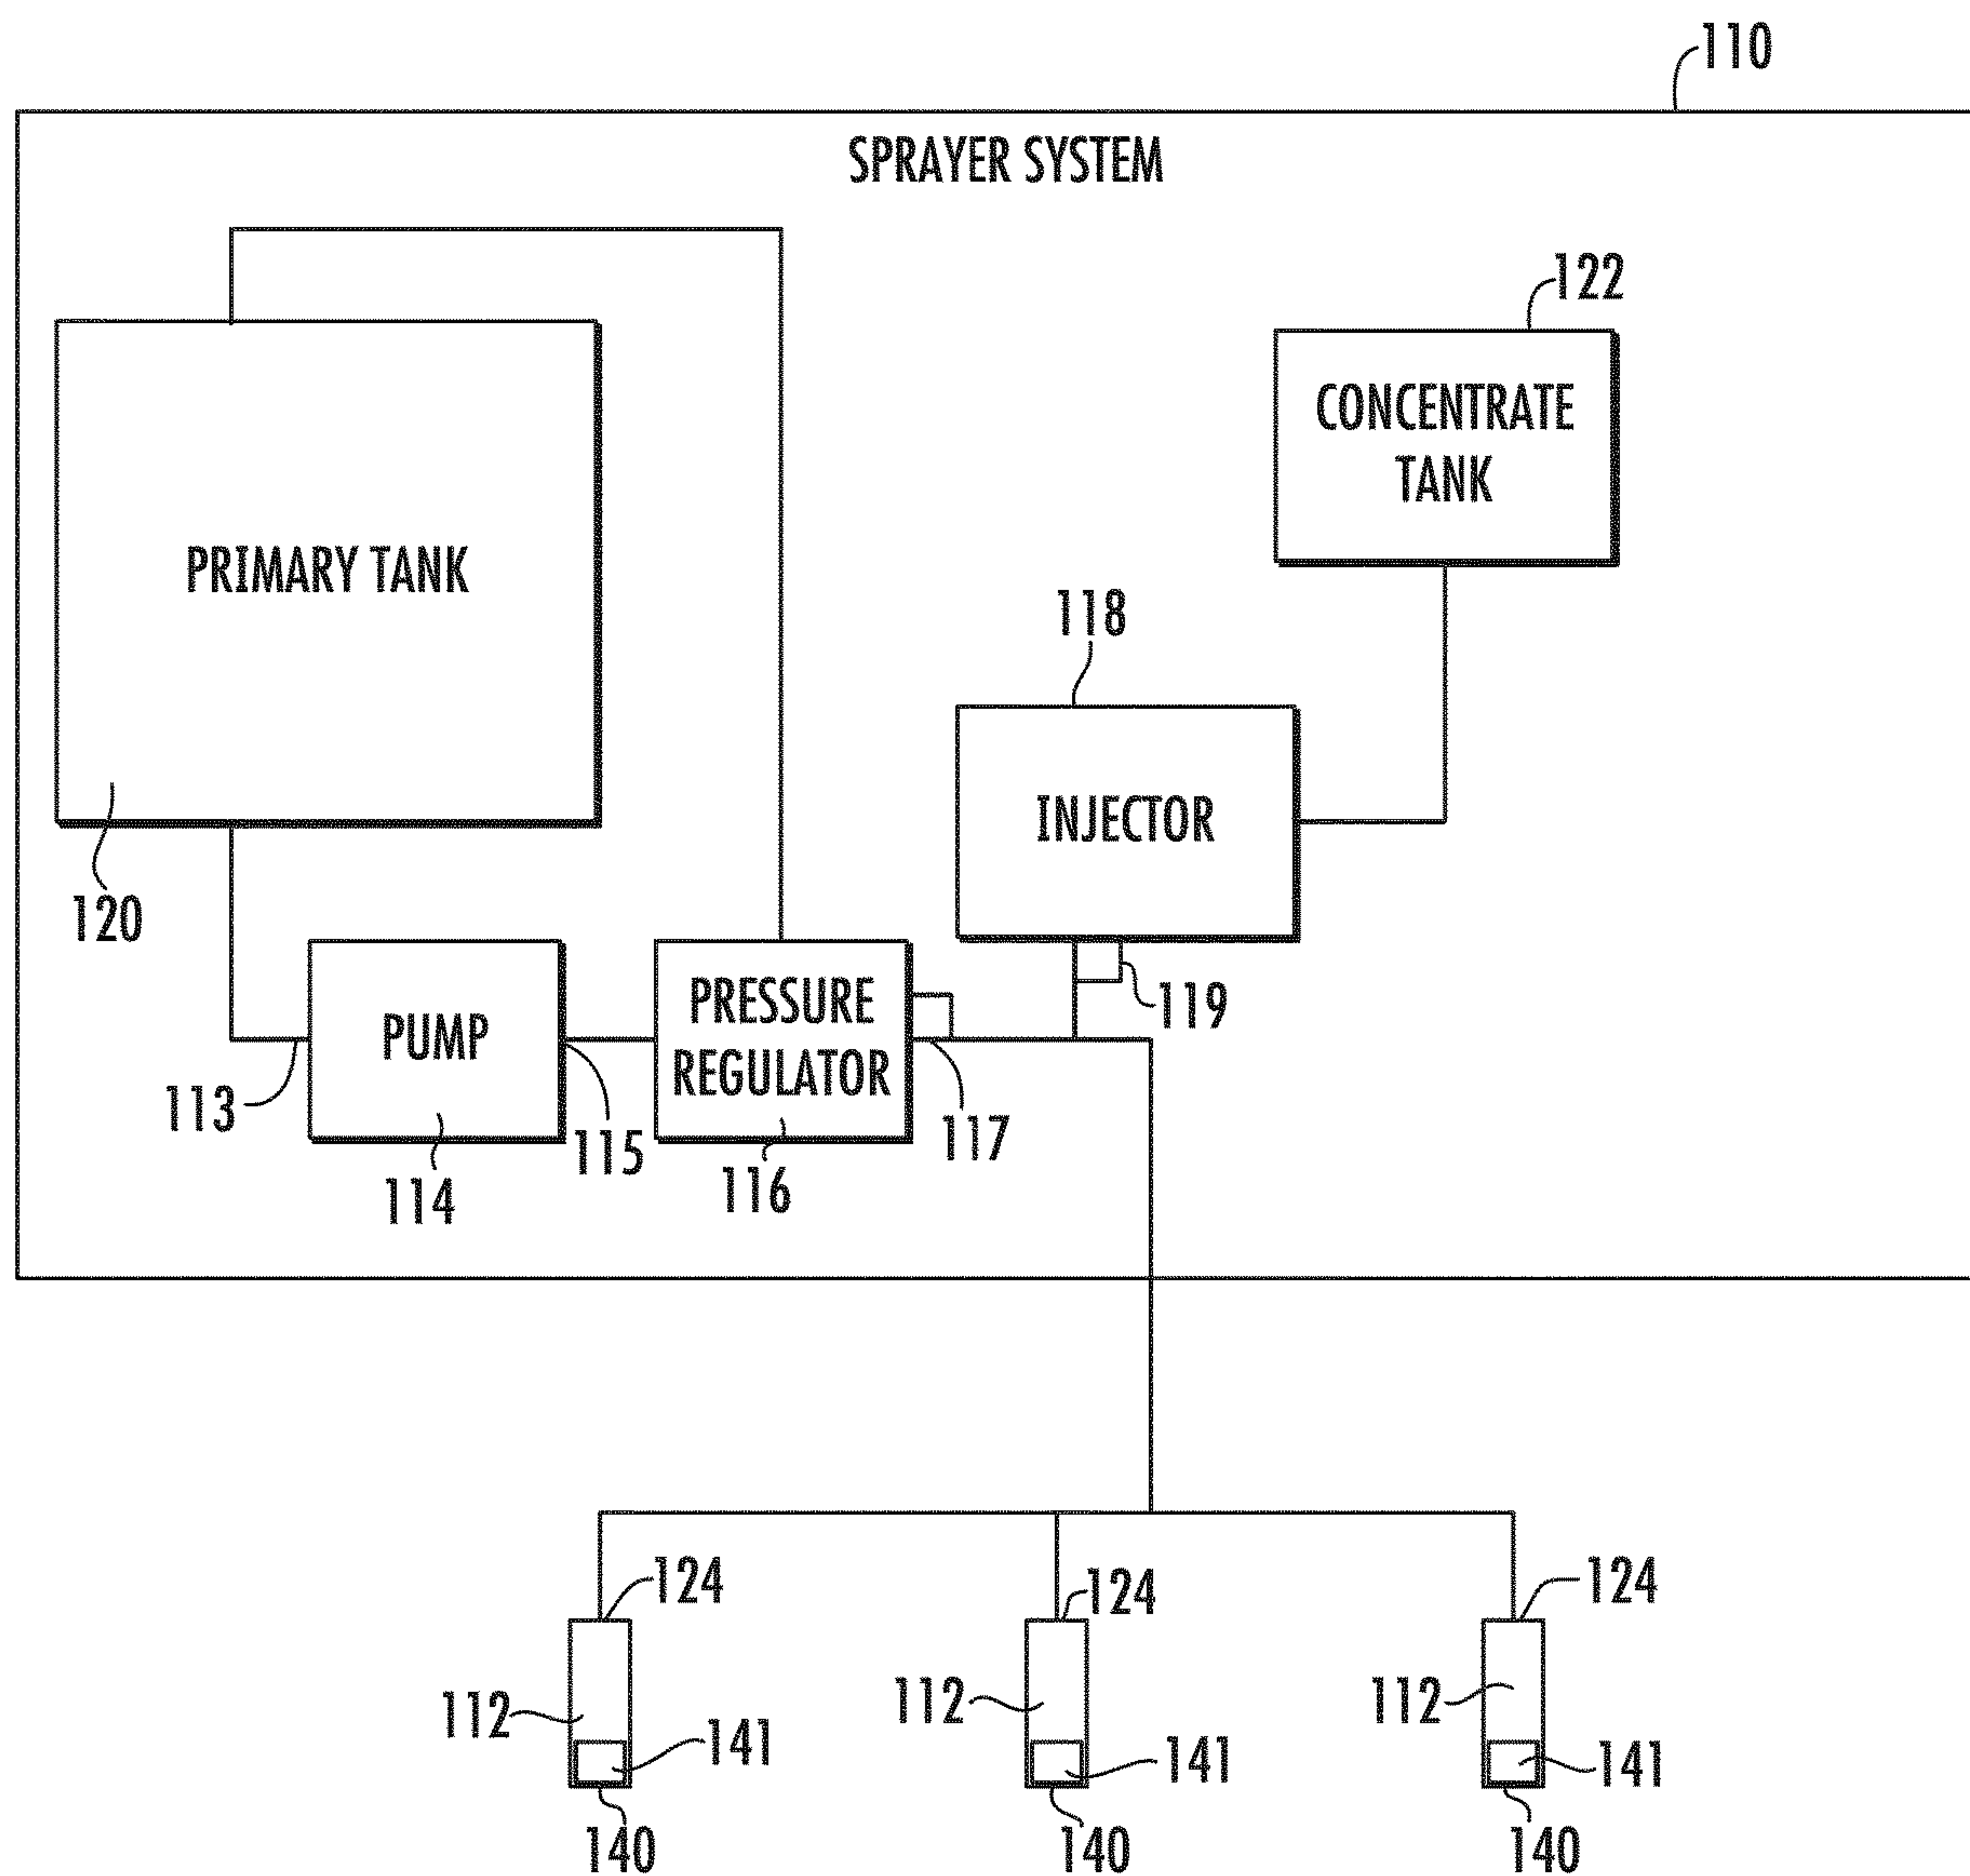 110
SPRAYER SYSTEM
122
CONCENTRATE
TANK
PRIMARY TANK
118
INJECTOR
120
119
PRESSURE
REGULATOR
PUMP
113
115
117
114
116
124
124
124
112
112
112
141
141
141
140
140
140